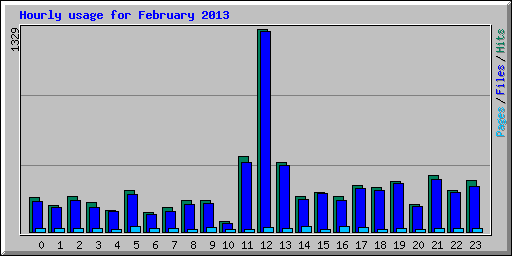 Hourly usage for February 2013
1329
Pages / Files / Hits
0 1 2 3 4 5 6 7 8 9 10 11 12 13 14 15 16 17 18 19 20 21 22 23